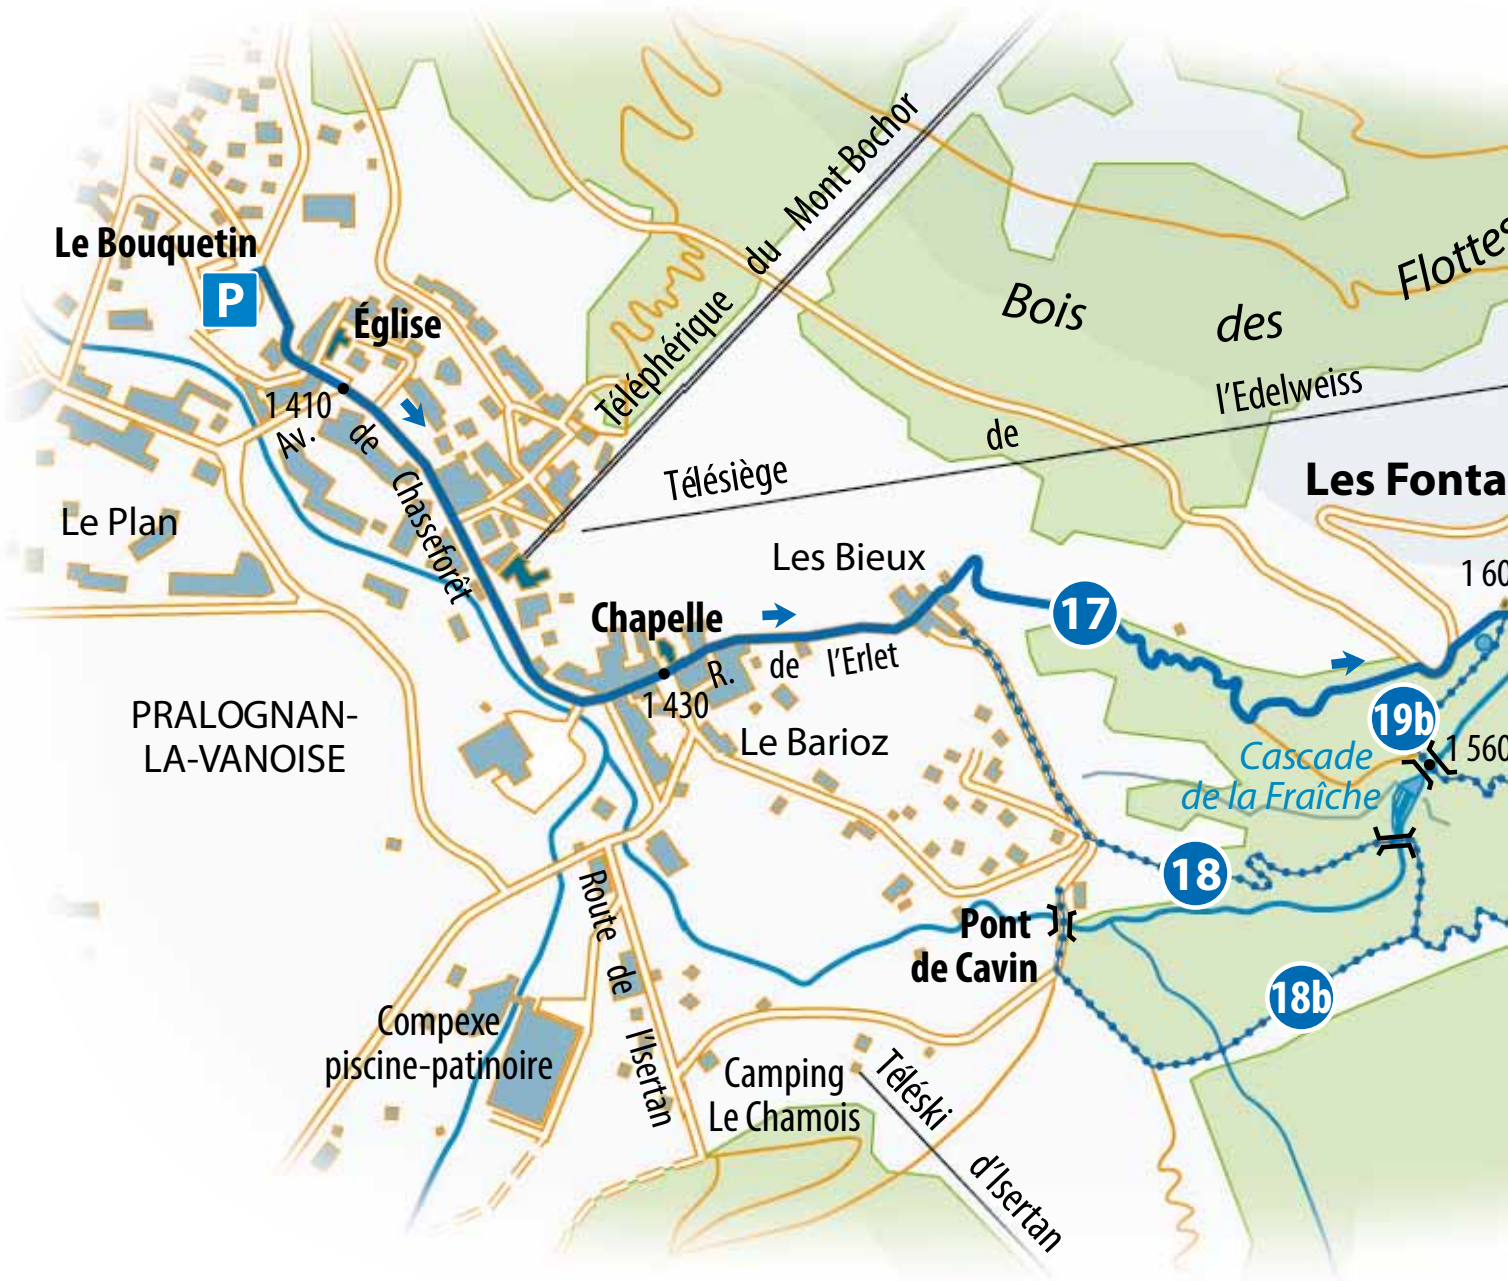 Le Bouquetin
P
Église
1 410
Av. de Chasseforêt
Téléphérique du Mont Bochor
Bois des Flottes
Télésiège de l'Edelweiss
Le Plan
Les Fonta
1 60
Les Bieux
17
Chapelle
R. de l'Erlet
1 430
PRALOGNAN-
LA-VANOISE
Le Barioz
19b
1 560
Cascade
de la Fraîche
18
Pont
de Cavin
18b
Route de l'Isertan
Compexe
piscine-patinoire
Camping
Le Chamois
Téléski d'Isertan